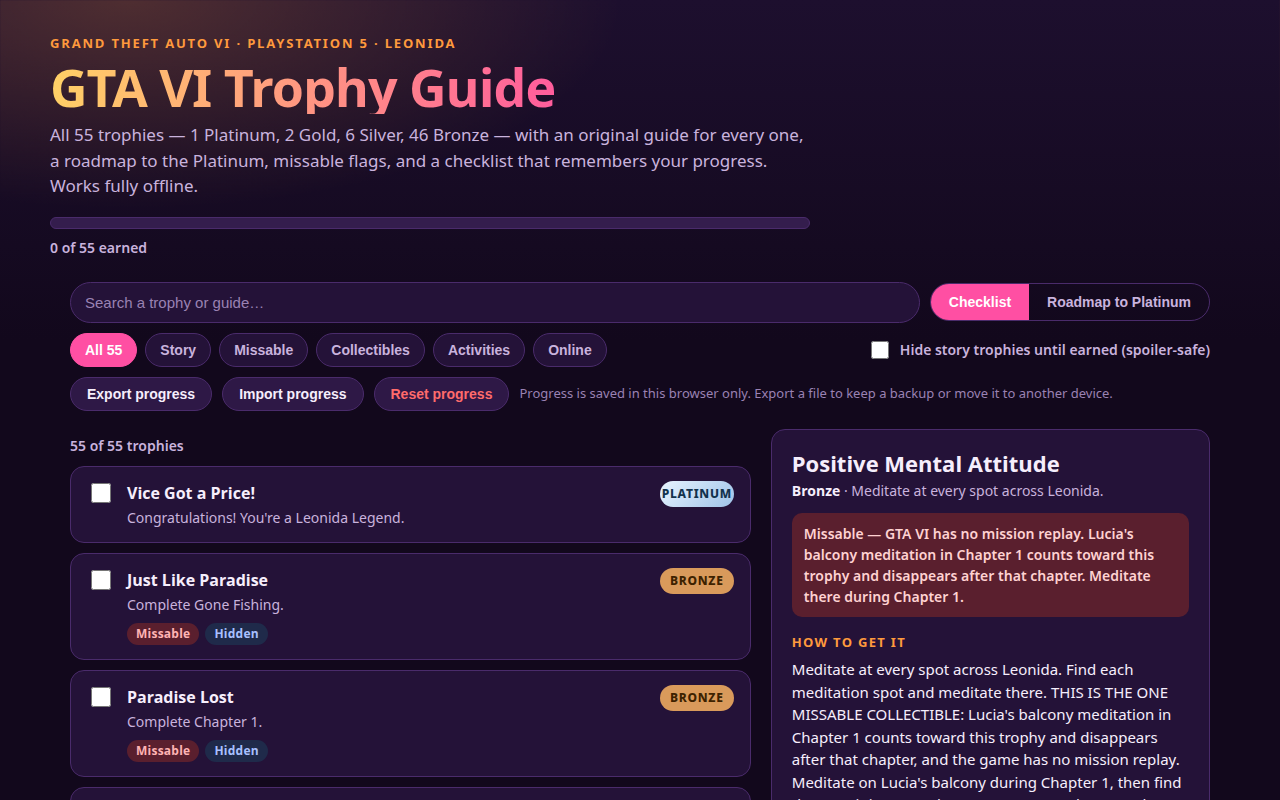 GRAND THEFT AUTO VI · PLAYSTATION 5 · LEONIDA
GTA VI Trophy Guide
All 55 trophies — 1 Platinum, 2 Gold, 6 Silver, 46 Bronze — with an original guide for every one,
a roadmap to the Platinum, missable flags, and a checklist that remembers your progress.
Works fully offline.
0 of 55 earned
Search a trophy or guide…
Checklist
Roadmap to Platinum
All 55
Story
Missable
Collectibles
Activities
Online
Hide story trophies until earned (spoiler-safe)
Export progress
Import progress
Reset progress
Progress is saved in this browser only. Export a file to keep a backup or move it to another device.
55 of 55 trophies
Vice Got a Price!
PLATINUM
Congratulations! You're a Leonida Legend.
Just Like Paradise
BRONZE
Complete Gone Fishing.
Missable
Hidden
Paradise Lost
BRONZE
Complete Chapter 1.
Missable
Hidden
Positive Mental Attitude
Bronze · Meditate at every spot across Leonida.
Missable — GTA VI has no mission replay. Lucia's
balcony meditation in Chapter 1 counts toward this
trophy and disappears after that chapter. Meditate
there during Chapter 1.
HOW TO GET IT
Meditate at every spot across Leonida. Find each
meditation spot and meditate there. THIS IS THE ONE
MISSABLE COLLECTIBLE: Lucia's balcony meditation in
Chapter 1 counts toward this trophy and disappears
after that chapter, and the game has no mission replay.
Meditate on Lucia's balcony during Chapter 1, then find